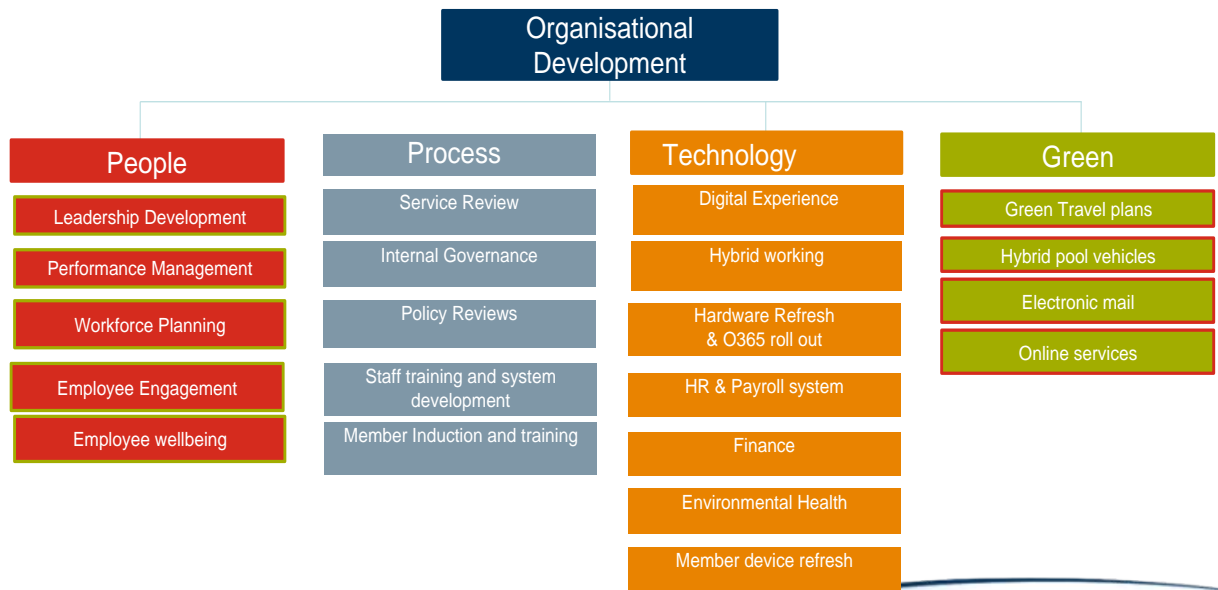 Organisational
Development
People
Leadership Development
Performance Management
Workforce Planning
Employee Engagement
Employee wellbeing
Process
Service Review
Internal Governance
Policy Reviews
Staff training and system
development
Member Induction and training
Technology
Digital Experience
Hybrid working
Hardware Refresh
& O365 roll out
HR & Payroll system
Finance
Environmental Health
Member device refresh
Green
Green Travel plans
Hybrid pool vehicles
Electronic mail
Online services